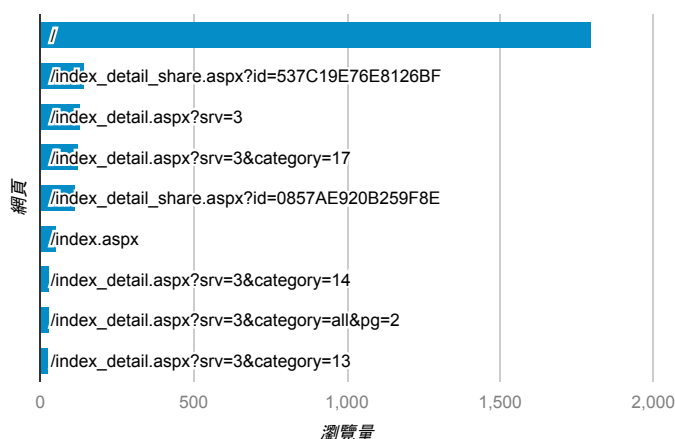 /
/index_detail_share.aspx?id=537C19E76E8126BF
/index_detail.aspx?srv=3
/index_detail.aspx?srv=3&category=17
/index_detail_share.aspx?id=0857AE920B259F8E
/index.aspx
/index_detail.aspx?srv=3&category=14
/index_detail.aspx?srv=3&category=all&pg=2
/index_detail.aspx?srv=3&category=13
網頁
0 500 1,000 1,500 2,000
瀏覽量